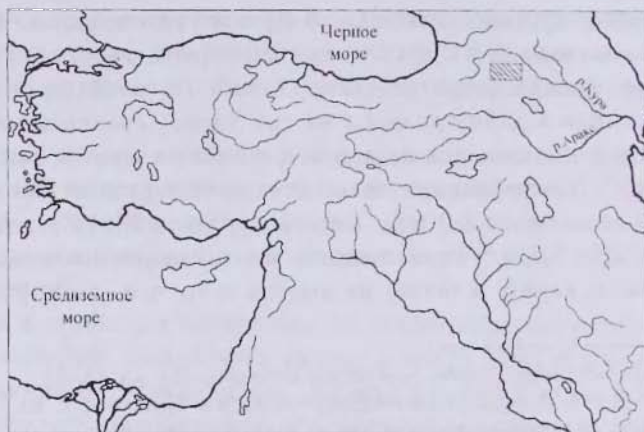 Черное
море
р.Кура
р.Аракс
Средиземное
море